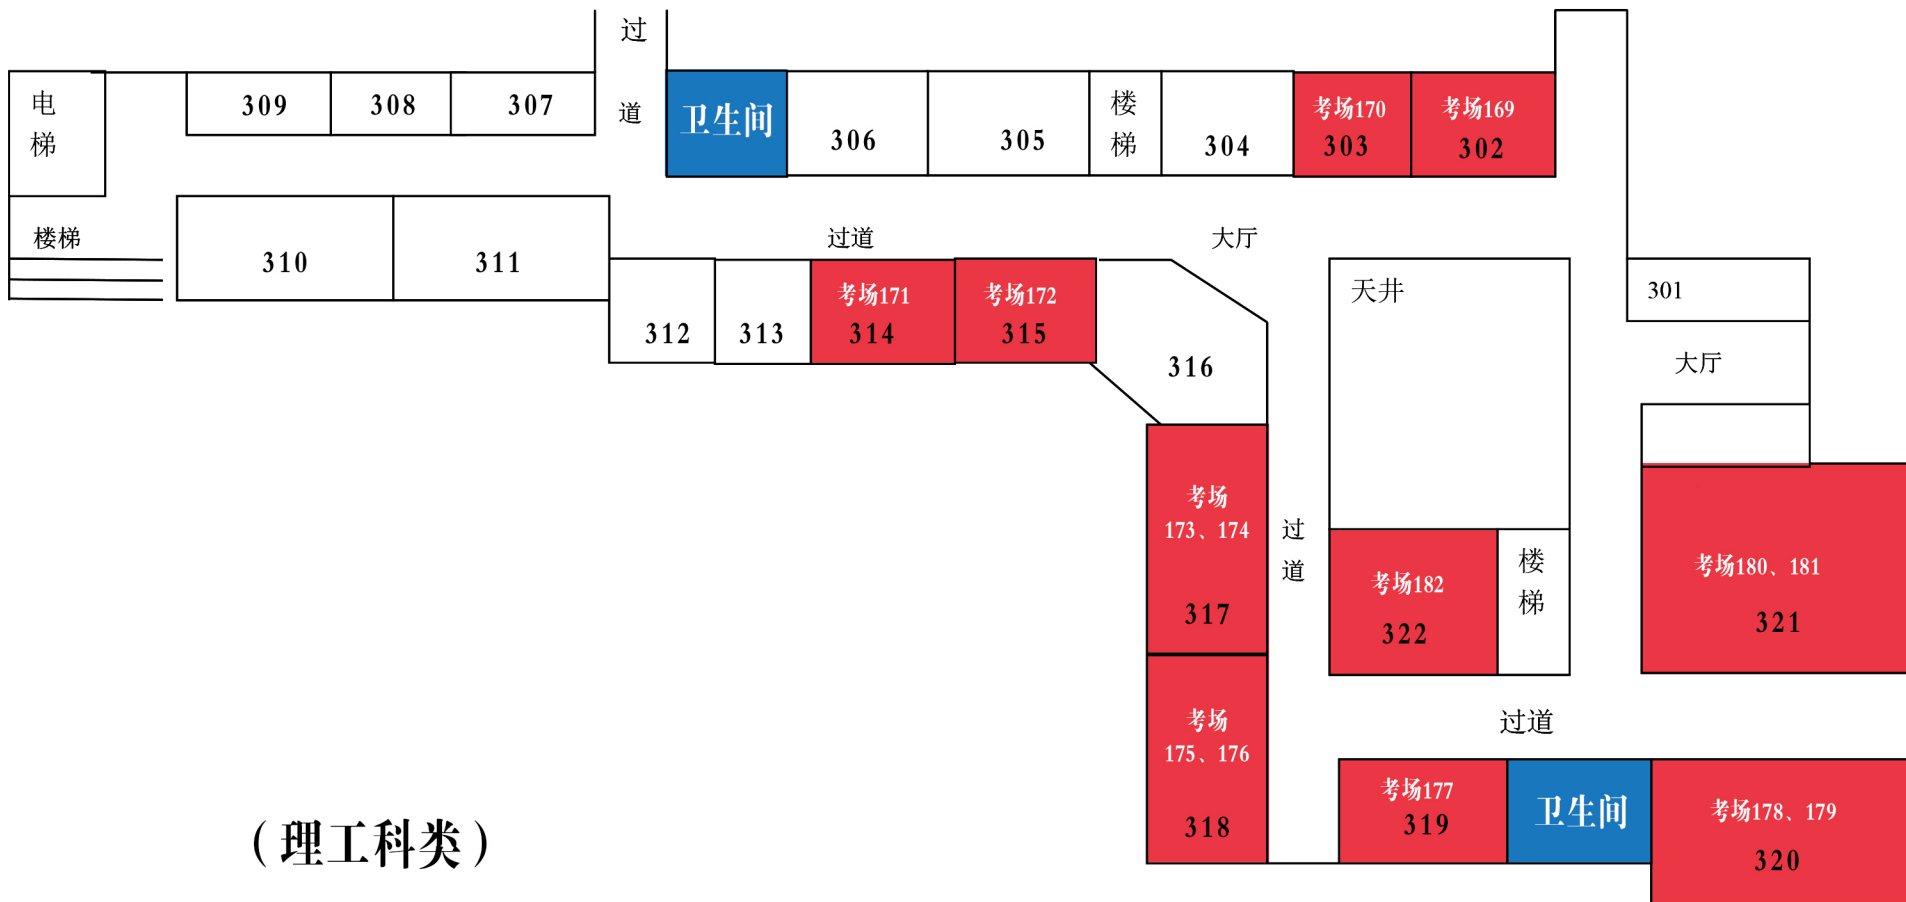 过
道
电
梯
309
308
307
卫生间
306
305
楼
梯
304
考场170
303
考场169
302
楼梯
310
311
过道
大厅
312
313
考场171
314
考场172
315
316
天井
301
大厅
考场
173、174
317
过
道
考场182
322
楼
梯
考场180、181
321
考场
175、176
318
过道
考场177
319
卫生间
考场178、179
320
（理工科类）